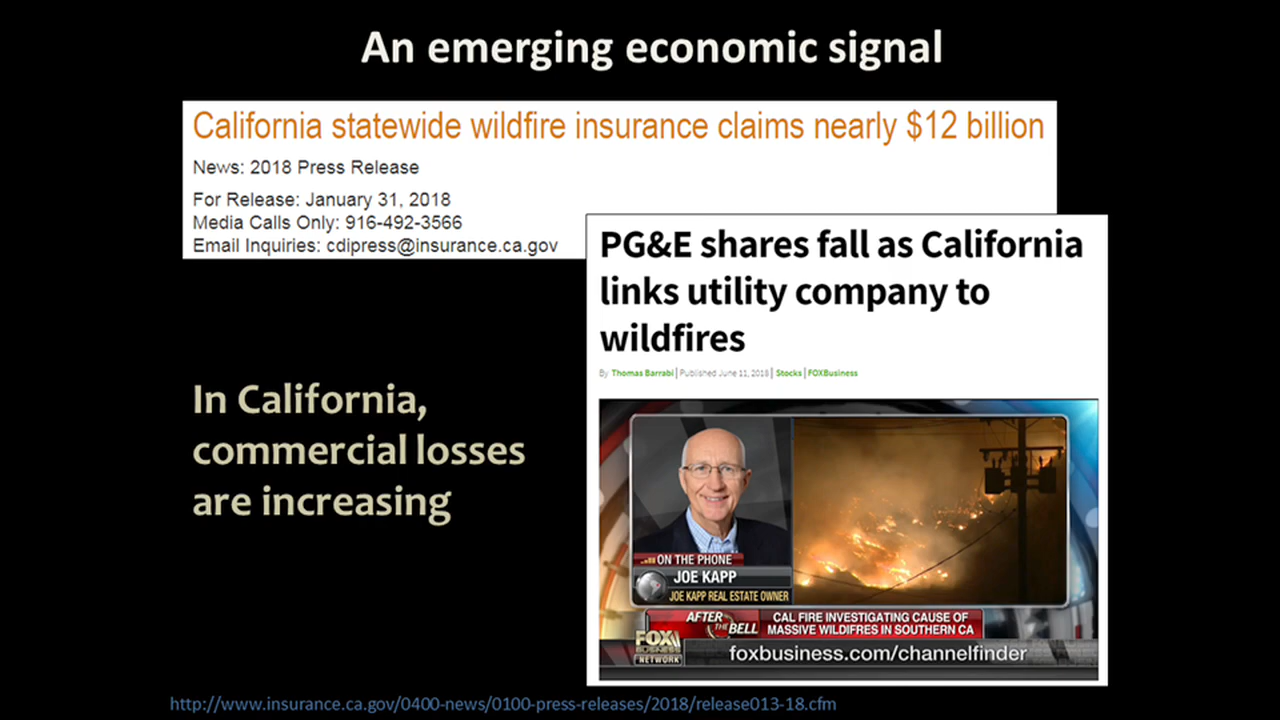 An emerging economic signal
California statewide wildfire insurance claims nearly $12 billion
News: 2018 Press Release
For Release: January 31, 2018
Media Calls Only: 916-492-3566
Email Inquiries: cdipress@insurance.ca.gov
PG&E shares fall as California
links utility company to
wildfires
By Thomas Barrabi | Published June 11, 2018 | Stocks | FOXBusiness
In California,
commercial losses
are increasing
ON THE PHONE
JOE KAPP
JOE KAPP REAL ESTATE OWNER
AFTER THE BELL
CAL FIRE INVESTIGATING CAUSE OF
MASSIVE WILDIFRES IN SOUTHERN CA
FOX
BUSINESS
NETWORK
foxbusiness.com/channelfinder
http://www.insurance.ca.gov/0400-news/0100-press-releases/2018/release013-18.cfm